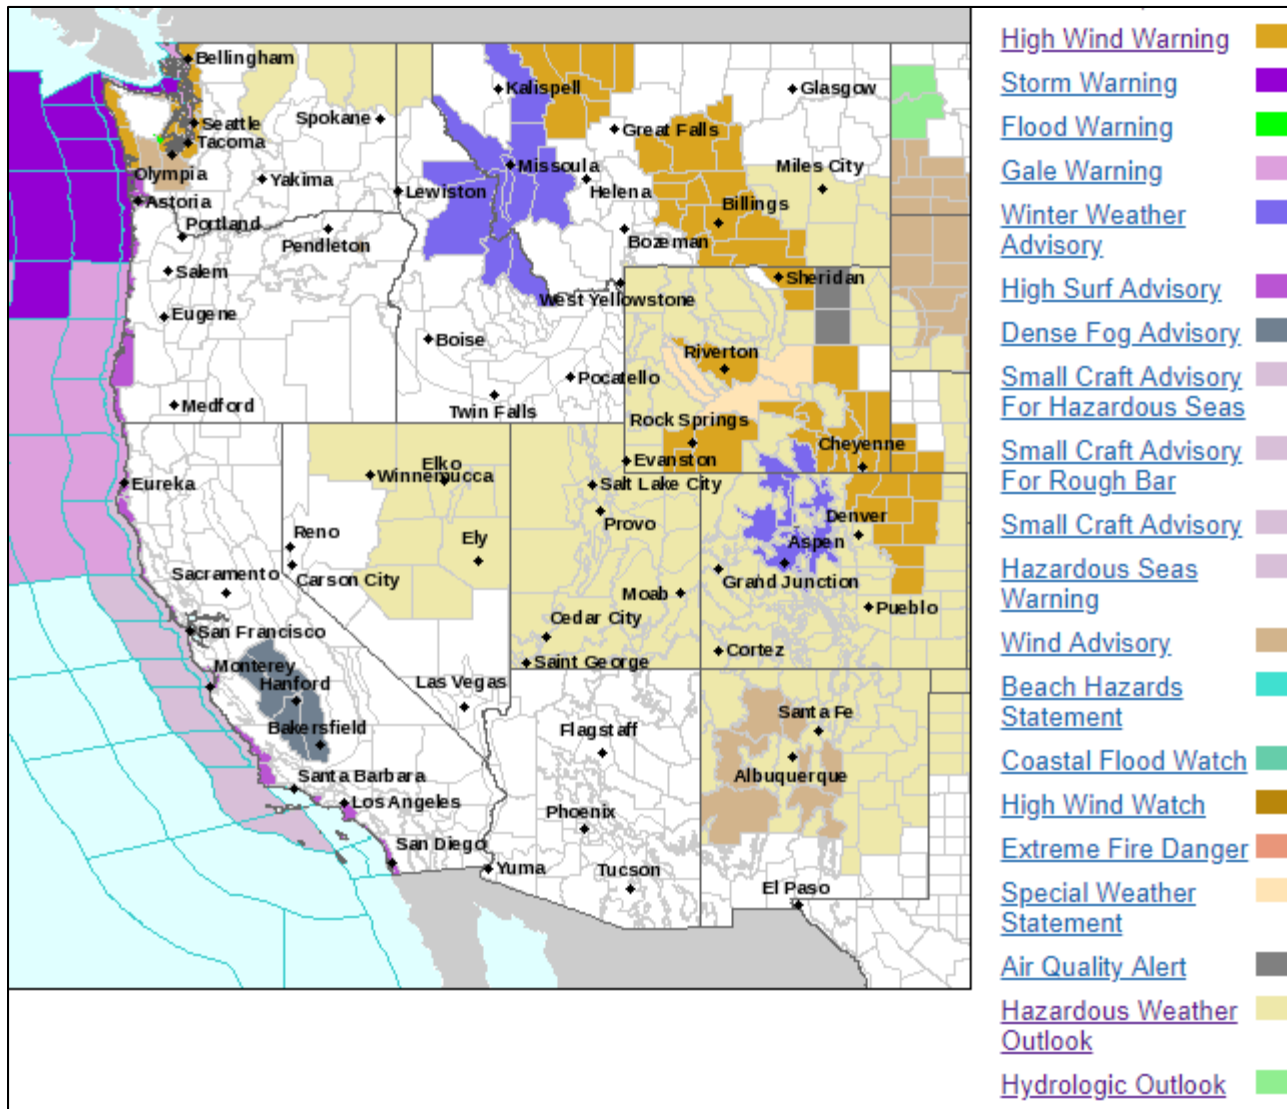 Bellingham
Kalispell
Glasgow
Spokane
Seattle
Great Falls
Tacoma
Olympia
Missoula
Miles City
Yakima
Lewiston
Helena
Astoria
Billings
Portland
Pendleton
Bozeman
Salem
Sheridan
West Yellowstone
Eugene
Boise
Riverton
Pocatello
Medford
Twin Falls
Rock Springs
Cheyenne
Elko
Evanston
Winnemucca
Eureka
Salt Lake City
Provo
Denver
Reno
Ely
Aspen
Sacramento
Carson City
Grand Junction
Moab
Pueblo
Cedar City
San Francisco
Cortez
Monterey
Saint George
Hanford
Las Vegas
Santa Fe
Bakersfield
Flagstaff
Albuquerque
Santa Barbara
Los Angeles
Phoenix
San Diego
Yuma
Tucson
El Paso
High Wind Warning
Storm Warning
Flood Warning
Gale Warning
Winter Weather
Advisory
High Surf Advisory
Dense Fog Advisory
Small Craft Advisory
For Hazardous Seas
Small Craft Advisory
For Rough Bar
Small Craft Advisory
Hazardous Seas
Warning
Wind Advisory
Beach Hazards
Statement
Coastal Flood Watch
High Wind Watch
Extreme Fire Danger
Special Weather
Statement
Air Quality Alert
Hazardous Weather
Outlook
Hydrologic Outlook